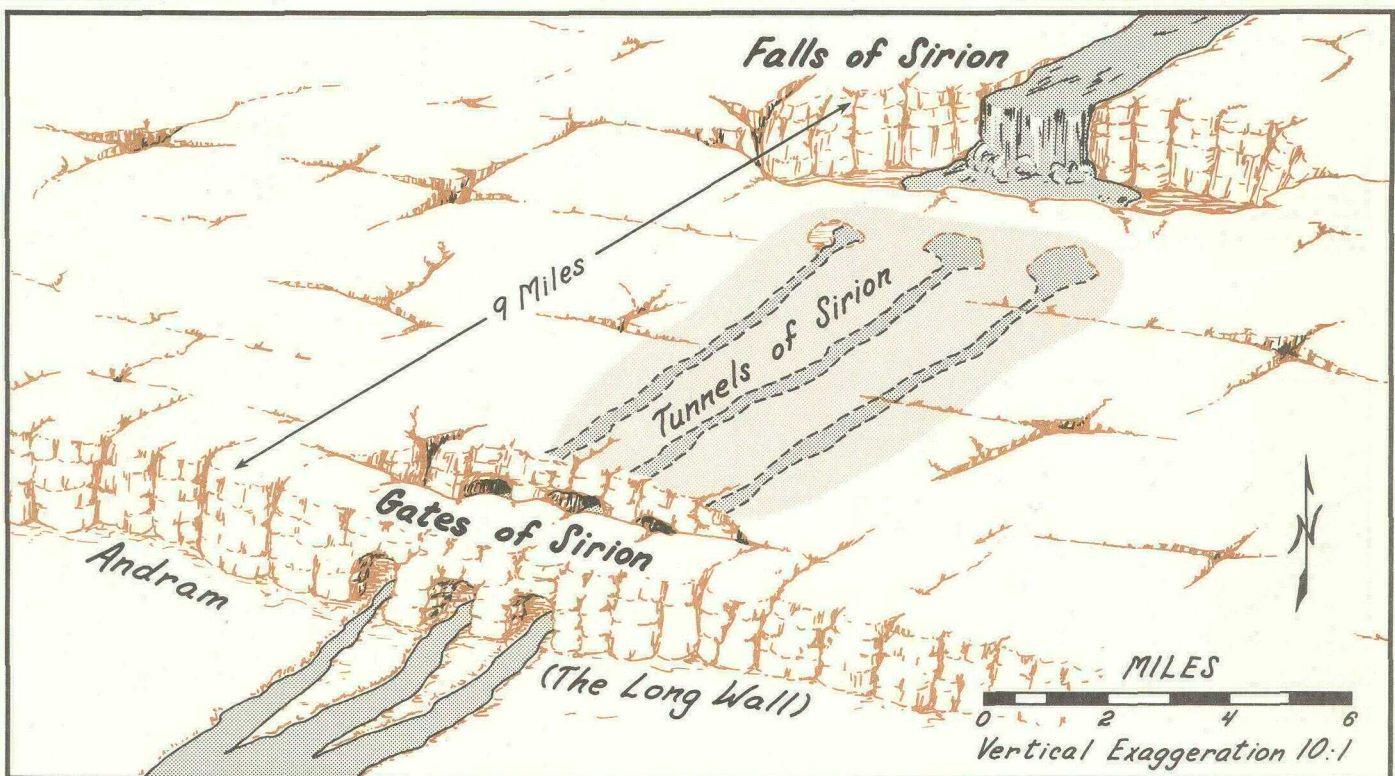 Falls of Sirion
9 Miles
Tunnels of Sirion
Gates of Sirion
Andram
(The Long Wall)
N
MILES
0 2 4 6
Vertical Exaggeration 10:1